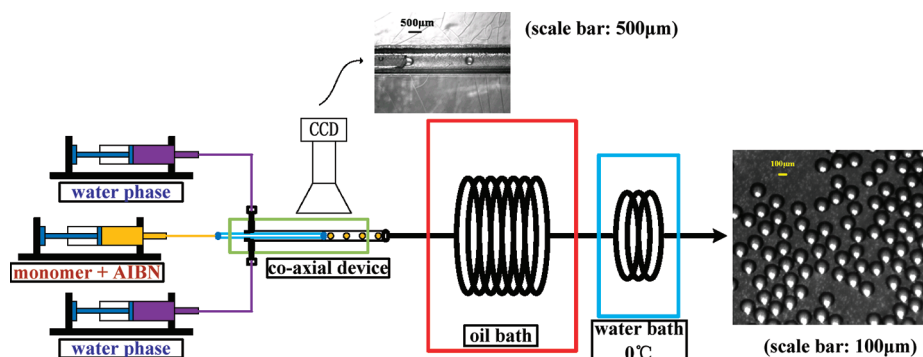 500μm
(scale bar: 500μm)
CCD
water phase
100μm
monomer + AIBN
co-axial device
water phase
oil bath
water bath
0℃
(scale bar: 100μm)